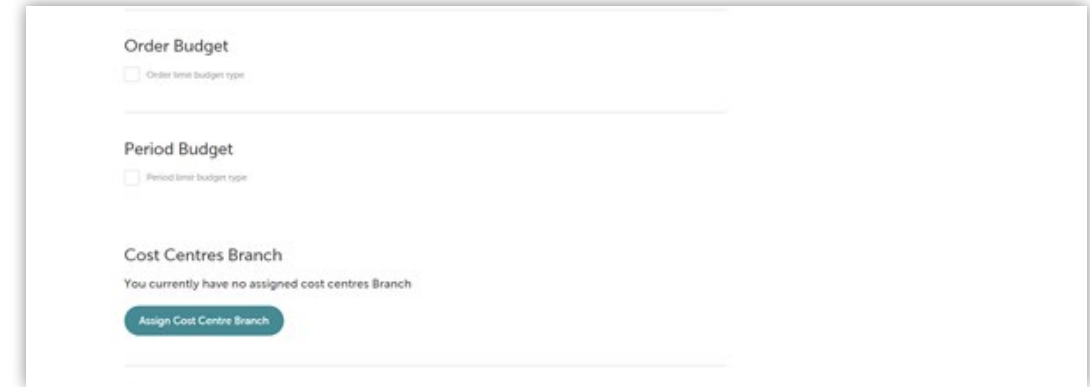 Order Budget
Order limit budget type
Period Budget
Period limit budget type
Cost Centres Branch
You currently have no assigned cost centres Branch
Assign Cost Centre Branch